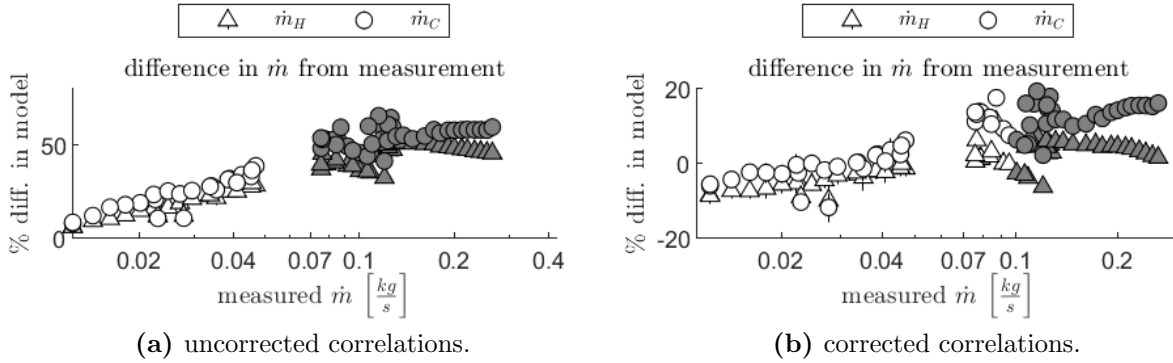 ṁ_H ṁ_C
difference in ṁ from measurement
% diff. in model
50
0
0.02 0.04 0.07 0.1 0.2 0.4
measured ṁ [kg/s]
(a) uncorrected correlations.
ṁ_H ṁ_C
difference in ṁ from measurement
% diff. in model
20
0
-20
0.02 0.04 0.07 0.1 0.2
measured ṁ [kg/s]
(b) corrected correlations.